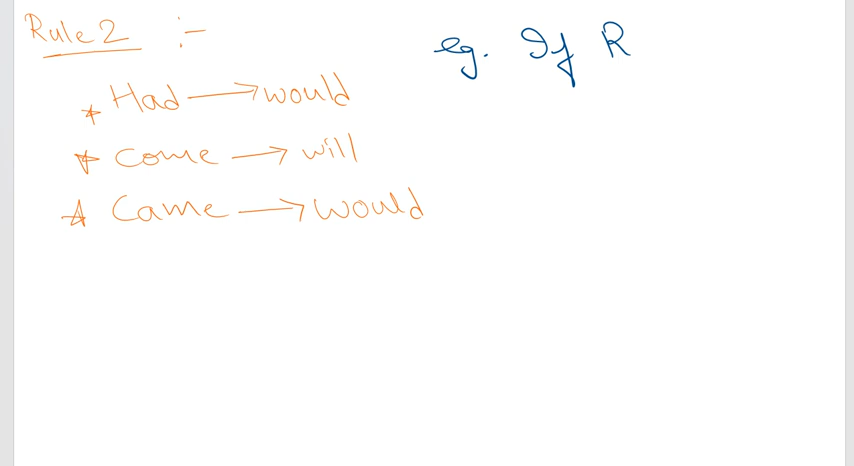 Rule 2 :-
eg. If R
* Had → would
* Come → will
* Came → would